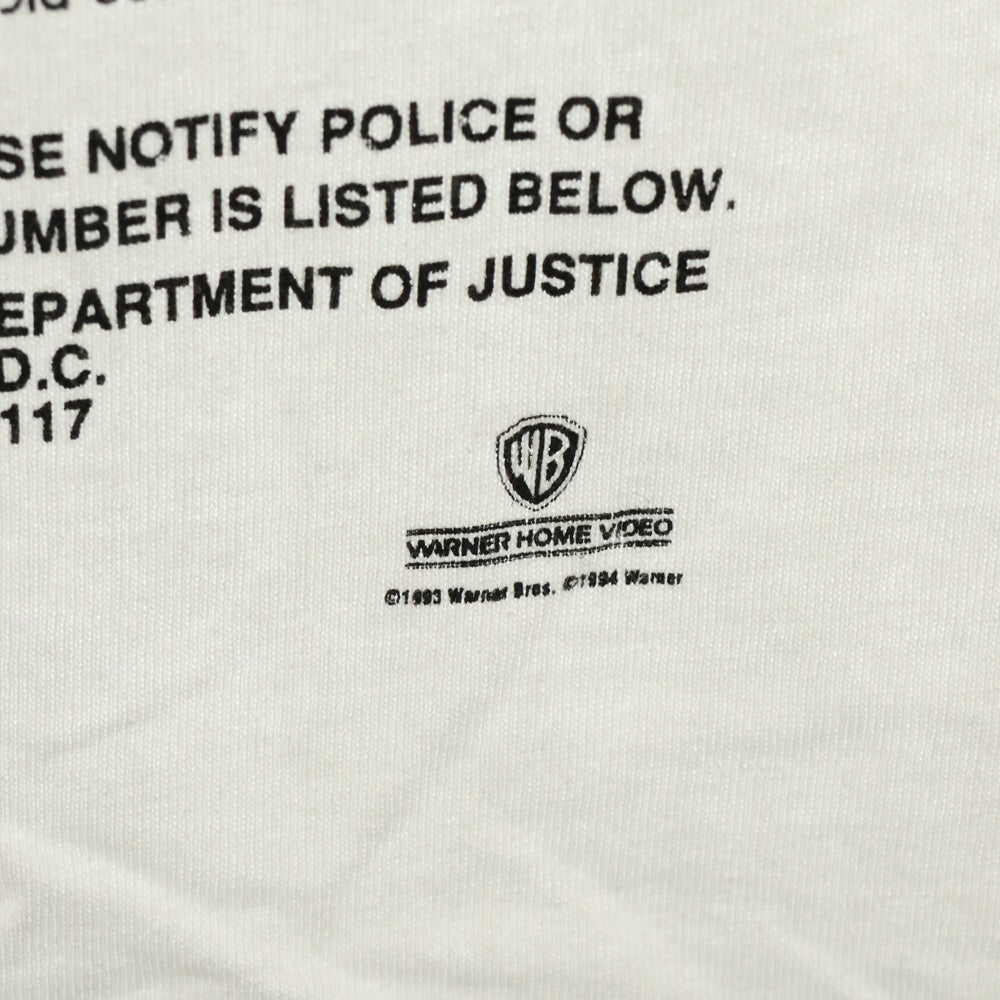 SE NOTIFY POLICE OR
UMBER IS LISTED BELOW.
EPARTMENT OF JUSTICE
D.C.
117
WB
WARNER HOME VIDEO
©1993 Warner Bros. ©1994 Warner